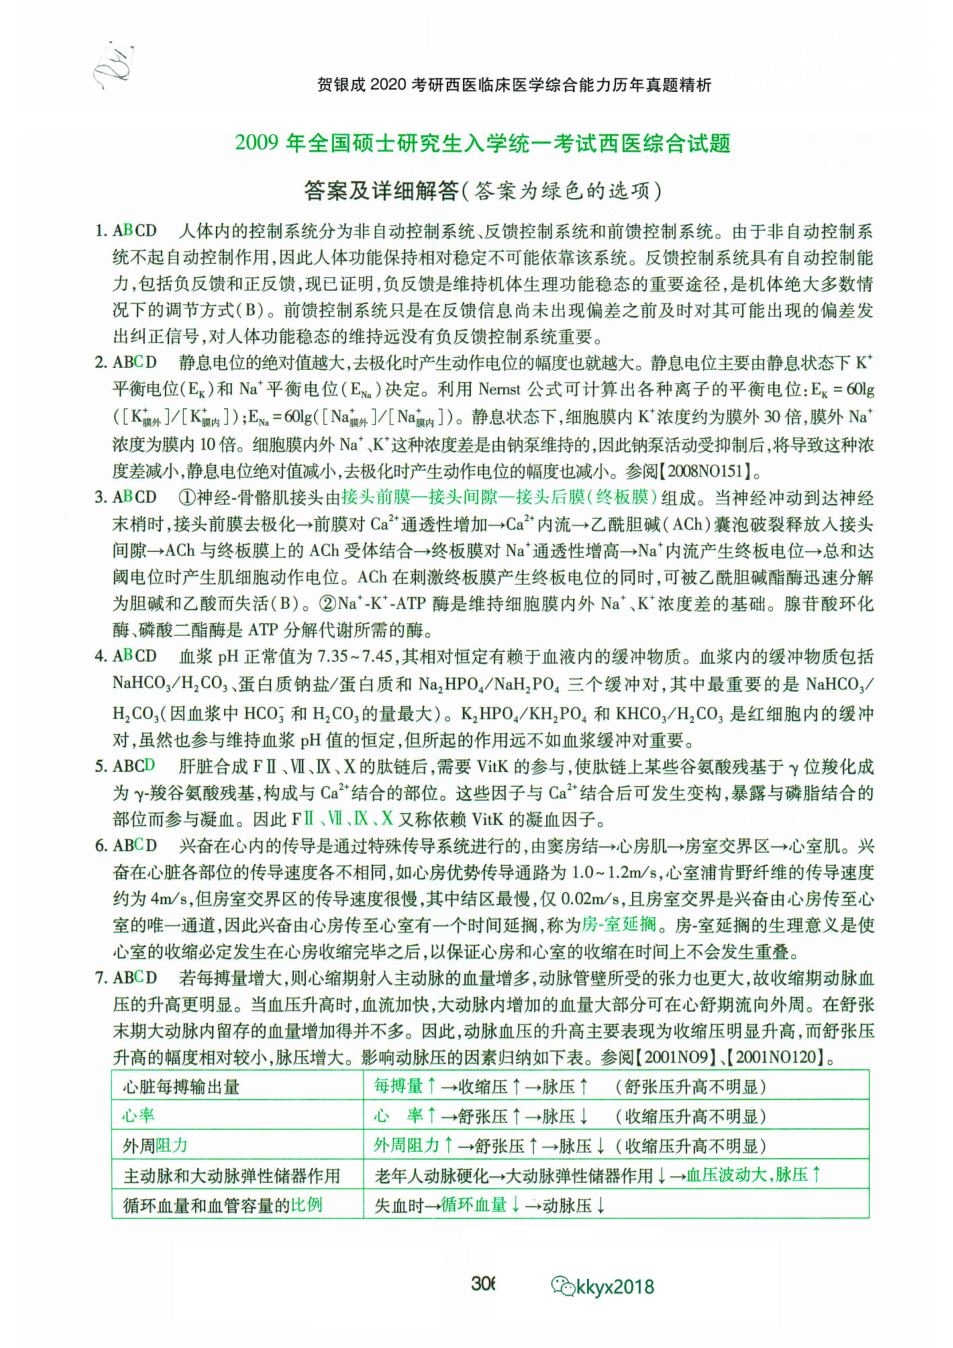 贺银成 2020 考研西医临床医学综合能力历年真题精析
2009 年全国硕士研究生入学统一考试西医综合试题
答案及详细解答(答案为绿色的选项)
1. ABCD 人体内的控制系统分为非自动控制系统、反馈控制系统和前馈控制系统。由于非自动控制系
统不起自动控制作用,因此人体功能保持相对稳定不可能依靠该系统。反馈控制系统具有自动控制能
力,包括负反馈和正反馈,现已证明,负反馈是维持机体生理功能稳态的重要途径,是机体绝大多数情
况下的调节方式(B)。前馈控制系统只是在反馈信息尚未出现偏差之前及时对其可能出现的偏差发
出纠正信号,对人体功能稳态的维持远没有负反馈控制系统重要。
2. ABCD 静息电位的绝对值越大,去极化时产生动作电位的幅度也就越大。静息电位主要由静息状态下 K⁺
平衡电位(E_K)和 Na⁺平衡电位(E_Na)决定。利用 Nernst 公式可计算出各种离子的平衡电位:E_K = 60lg
([K⁺膜外]/[K⁺膜内]);E_Na = 60lg([Na⁺膜外]/[Na⁺膜内])。静息状态下,细胞膜内 K⁺浓度约为膜外 30 倍,膜外 Na⁺
浓度为膜内 10 倍。细胞膜内外 Na⁺、K⁺这种浓度差是由钠泵维持的,因此钠泵活动受抑制后,将导致这种浓
度差减小,静息电位绝对值减小,去极化时产生动作电位的幅度也减小。参阅【2008NO151】。
3. ABCD ①神经-骨骼肌接头由接头前膜—接头间隙—接头后膜(终板膜)组成。当神经冲动到达神经
末梢时,接头前膜去极化→前膜对 Ca²⁺通透性增加→Ca²⁺内流→乙酰胆碱(ACh)囊泡破裂释放入接头
间隙→ACh 与终板膜上的 ACh 受体结合→终板膜对 Na⁺通透性增高→Na⁺内流产生终板电位→总和达
阈电位时产生肌细胞动作电位。ACh 在刺激终板膜产生终板电位的同时,可被乙酰胆碱酯酶迅速分解
为胆碱和乙酸而失活(B)。②Na⁺-K⁺-ATP 酶是维持细胞膜内外 Na⁺、K⁺浓度差的基础。腺苷酸环化
酶、磷酸二酯酶是 ATP 分解代谢所需的酶。
4. ABCD 血浆 pH 正常值为 7.35~7.45,其相对恒定有赖于血液内的缓冲物质。血浆内的缓冲物质包括
NaHCO₃/H₂CO₃、蛋白质钠盐/蛋白质和 Na₂HPO₄/NaH₂PO₄ 三个缓冲对,其中最重要的是 NaHCO₃/
H₂CO₃(因血浆中 HCO₃⁻ 和 H₂CO₃的量最大)。K₂HPO₄/KH₂PO₄ 和 KHCO₃/H₂CO₃ 是红细胞内的缓冲
对,虽然也参与维持血浆 pH 值的恒定,但所起的作用远不如血浆缓冲对重要。
5. ABCD 肝脏合成 FⅡ、Ⅶ、Ⅸ、Ⅹ的肽链后,需要 VitK 的参与,使肽链上某些谷氨酸残基于 γ 位羧化成
为 γ-羧谷氨酸残基,构成与 Ca²⁺结合的部位。这些因子与 Ca²⁺结合后可发生变构,暴露与磷脂结合的
部位而参与凝血。因此 FⅡ、Ⅶ、Ⅸ、Ⅹ又称依赖 VitK 的凝血因子。
6. ABCD 兴奋在心内的传导是通过特殊传导系统进行的,由窦房结→心房肌→房室交界区→心室肌。兴
奋在心脏各部位的传导速度各不相同,如心房优势传导通路为 1.0~1.2m/s,心室浦肯野纤维的传导速度
约为 4m/s,但房室交界区的传导速度很慢,其中结区最慢,仅 0.02m/s,且房室交界是兴奋由心房传至心
室的唯一通道,因此兴奋由心房传至心室有一个时间延搁,称为房-室延搁。房-室延搁的生理意义是使
心室的收缩必定发生在心房收缩完毕之后,以保证心房和心室的收缩在时间上不会发生重叠。
7. ABCD 若每搏量增大,则心缩期射入主动脉的血量增多,动脉管壁所受的张力也更大,故收缩期动脉血
压的升高更明显。当血压升高时,血流加快,大动脉内增加的血量大部分可在心舒期流向外周。在舒张
末期大动脉内留存的血量增加得并不多。因此,动脉血压的升高主要表现为收缩压明显升高,而舒张压
升高的幅度相对较小,脉压增大。影响动脉压的因素归纳如下表。参阅【2001NO9】、【2001NO120】。
心脏每搏输出量 每搏量↑→收缩压↑→脉压↑ (舒张压升高不明显)
心率 心 率↑→舒张压↑→脉压↓ (收缩压升高不明显)
外周阻力 外周阻力↑→舒张压↑→脉压↓(收缩压升高不明显)
主动脉和大动脉弹性储器作用 老年人动脉硬化→大动脉弹性储器作用↓→血压波动大,脉压↑
循环血量和血管容量的比例 失血时→循环血量↓→动脉压↓
306 kkyx2018